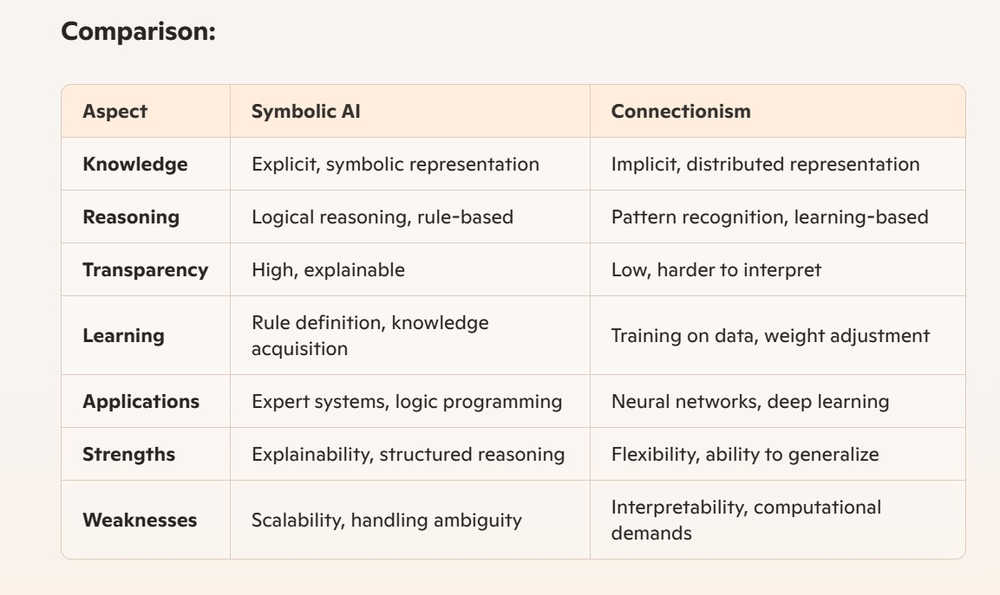 Comparison:
Aspect Symbolic AI Connectionism
Knowledge Explicit, symbolic representation Implicit, distributed representation
Reasoning Logical reasoning, rule-based Pattern recognition, learning-based
Transparency High, explainable Low, harder to interpret
Learning Rule definition, knowledge
acquisition Training on data, weight adjustment
Applications Expert systems, logic programming Neural networks, deep learning
Strengths Explainability, structured reasoning Flexibility, ability to generalize
Weaknesses Scalability, handling ambiguity Interpretability, computational
demands